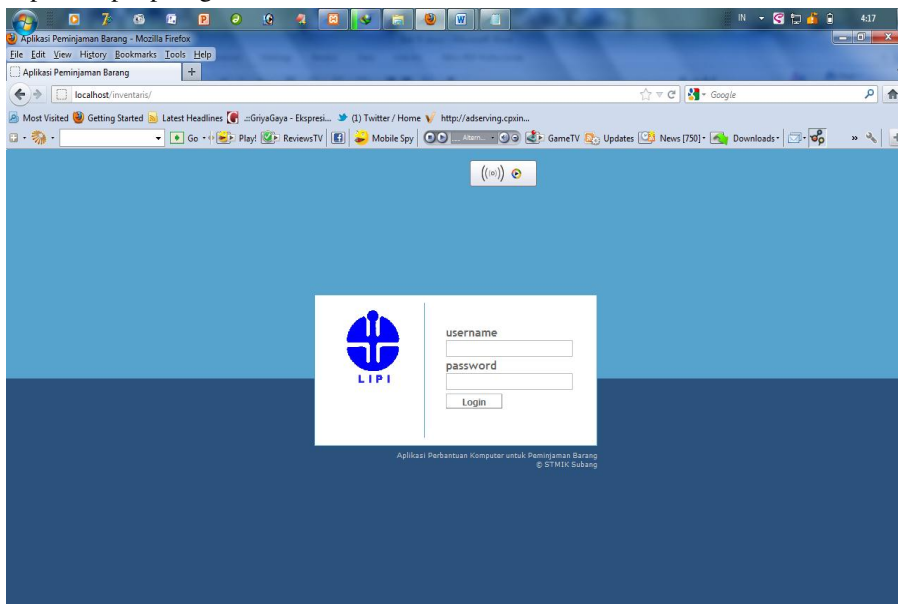 IN
4:17
Aplikasi Peminjaman Barang - Mozilla Firefox
File Edit View History Bookmarks Tools Help
Aplikasi Peminjaman Barang
localhost/inventaris/
Google
Most Visited Getting Started Latest Headlines .::GriyaGaya - Ekspresi... (1) Twitter / Home http://adserving.cpxin...
Go Play! ReviewsTV Mobile Spy Altern... GameTV Updates News [750] Downloads
username
password
LIPI
Login
Aplikasi Perbantuan Komputer untuk Peminjaman Barang
© STMIK Subang